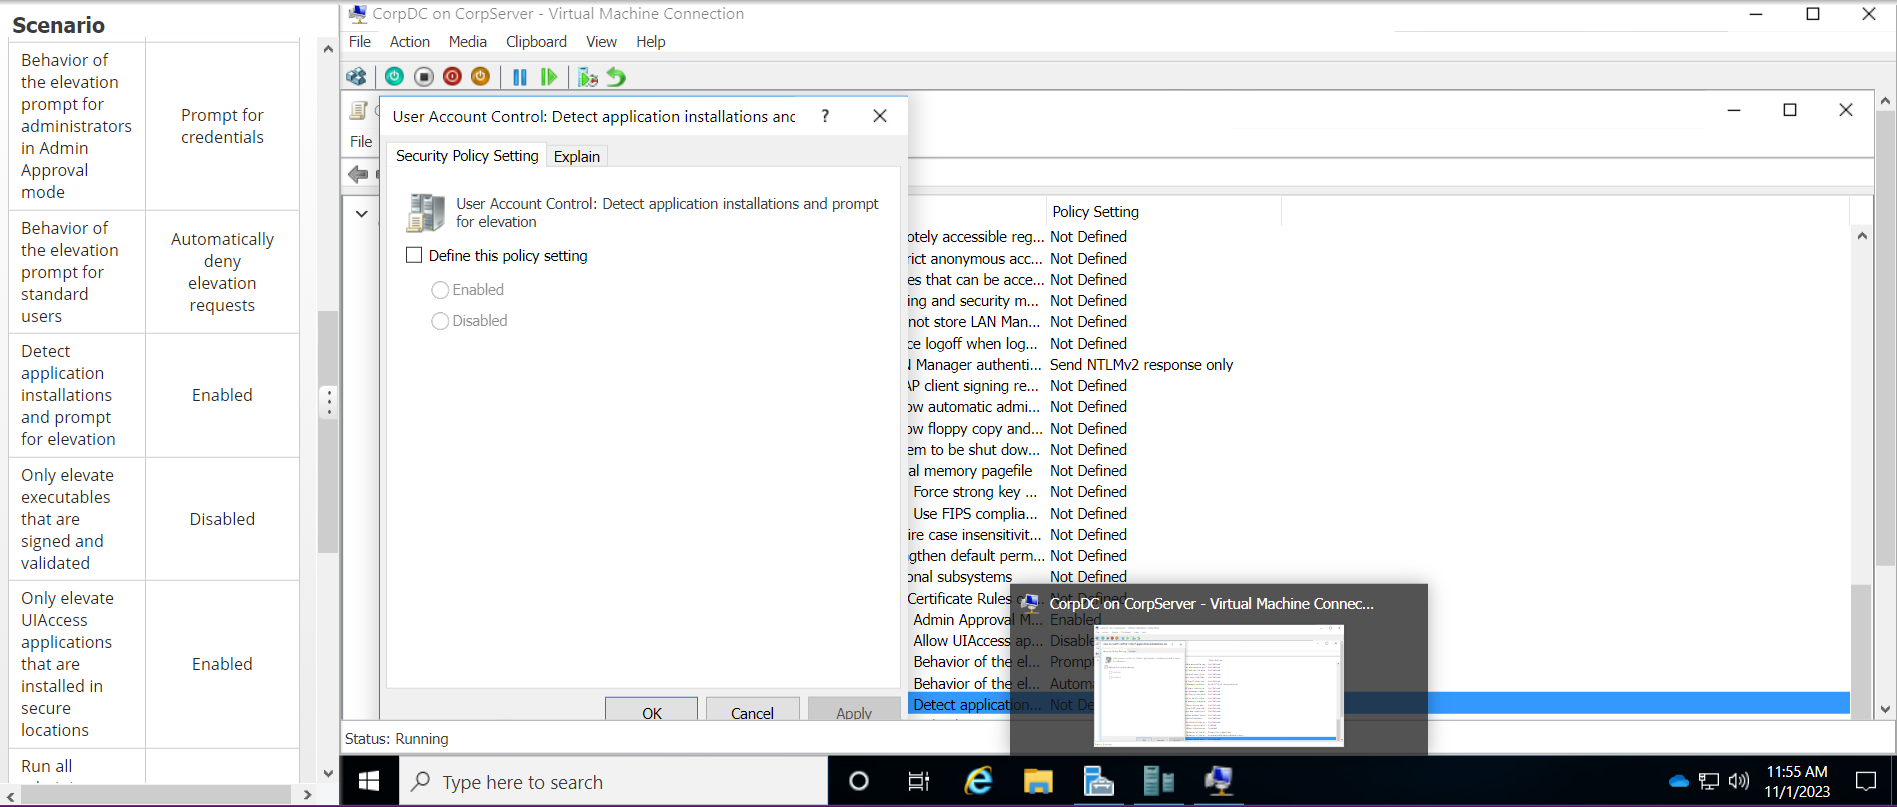 Scenario
Behavior of
the elevation
prompt for
administrators
in Admin
Approval
mode
Prompt for
credentials
Behavior of
the elevation
prompt for
standard
users
Automatically
deny
elevation
requests
Detect
application
installations
and prompt
for elevation
Enabled
Only elevate
executables
that are
signed and
validated
Disabled
Only elevate
UIAccess
applications
that are
installed in
secure
locations
Enabled
Run all
CorpDC on CorpServer - Virtual Machine Connection
File Action Media Clipboard View Help
File
User Account Control: Detect application installations and
?
Security Policy Setting Explain
User Account Control: Detect application installations and prompt
for elevation
Define this policy setting
Enabled
Disabled
OK Cancel Apply
Policy Setting
otely accessible reg... Not Defined
rict anonymous acc... Not Defined
es that can be acce... Not Defined
ing and security m... Not Defined
not store LAN Man... Not Defined
ce logoff when log... Not Defined
N Manager authenti... Send NTLMv2 response only
AP client signing re... Not Defined
ow automatic admi... Not Defined
ow floppy copy and... Not Defined
em to be shut dow... Not Defined
al memory pagefile Not Defined
Force strong key ... Not Defined
Use FIPS complia... Not Defined
ire case insensitivit... Not Defined
gthen default perm... Not Defined
onal subsystems Not Defined
Certificate Rules
Admin Approval M... Enabled
Allow UIAccess ap... Disable
Behavior of the el... Promp
Behavior of the el... Autom
Detect application... Not De
CorpDC on CorpServer - Virtual Machine Connec...
Status: Running
Type here to search
11:55 AM
11/1/2023